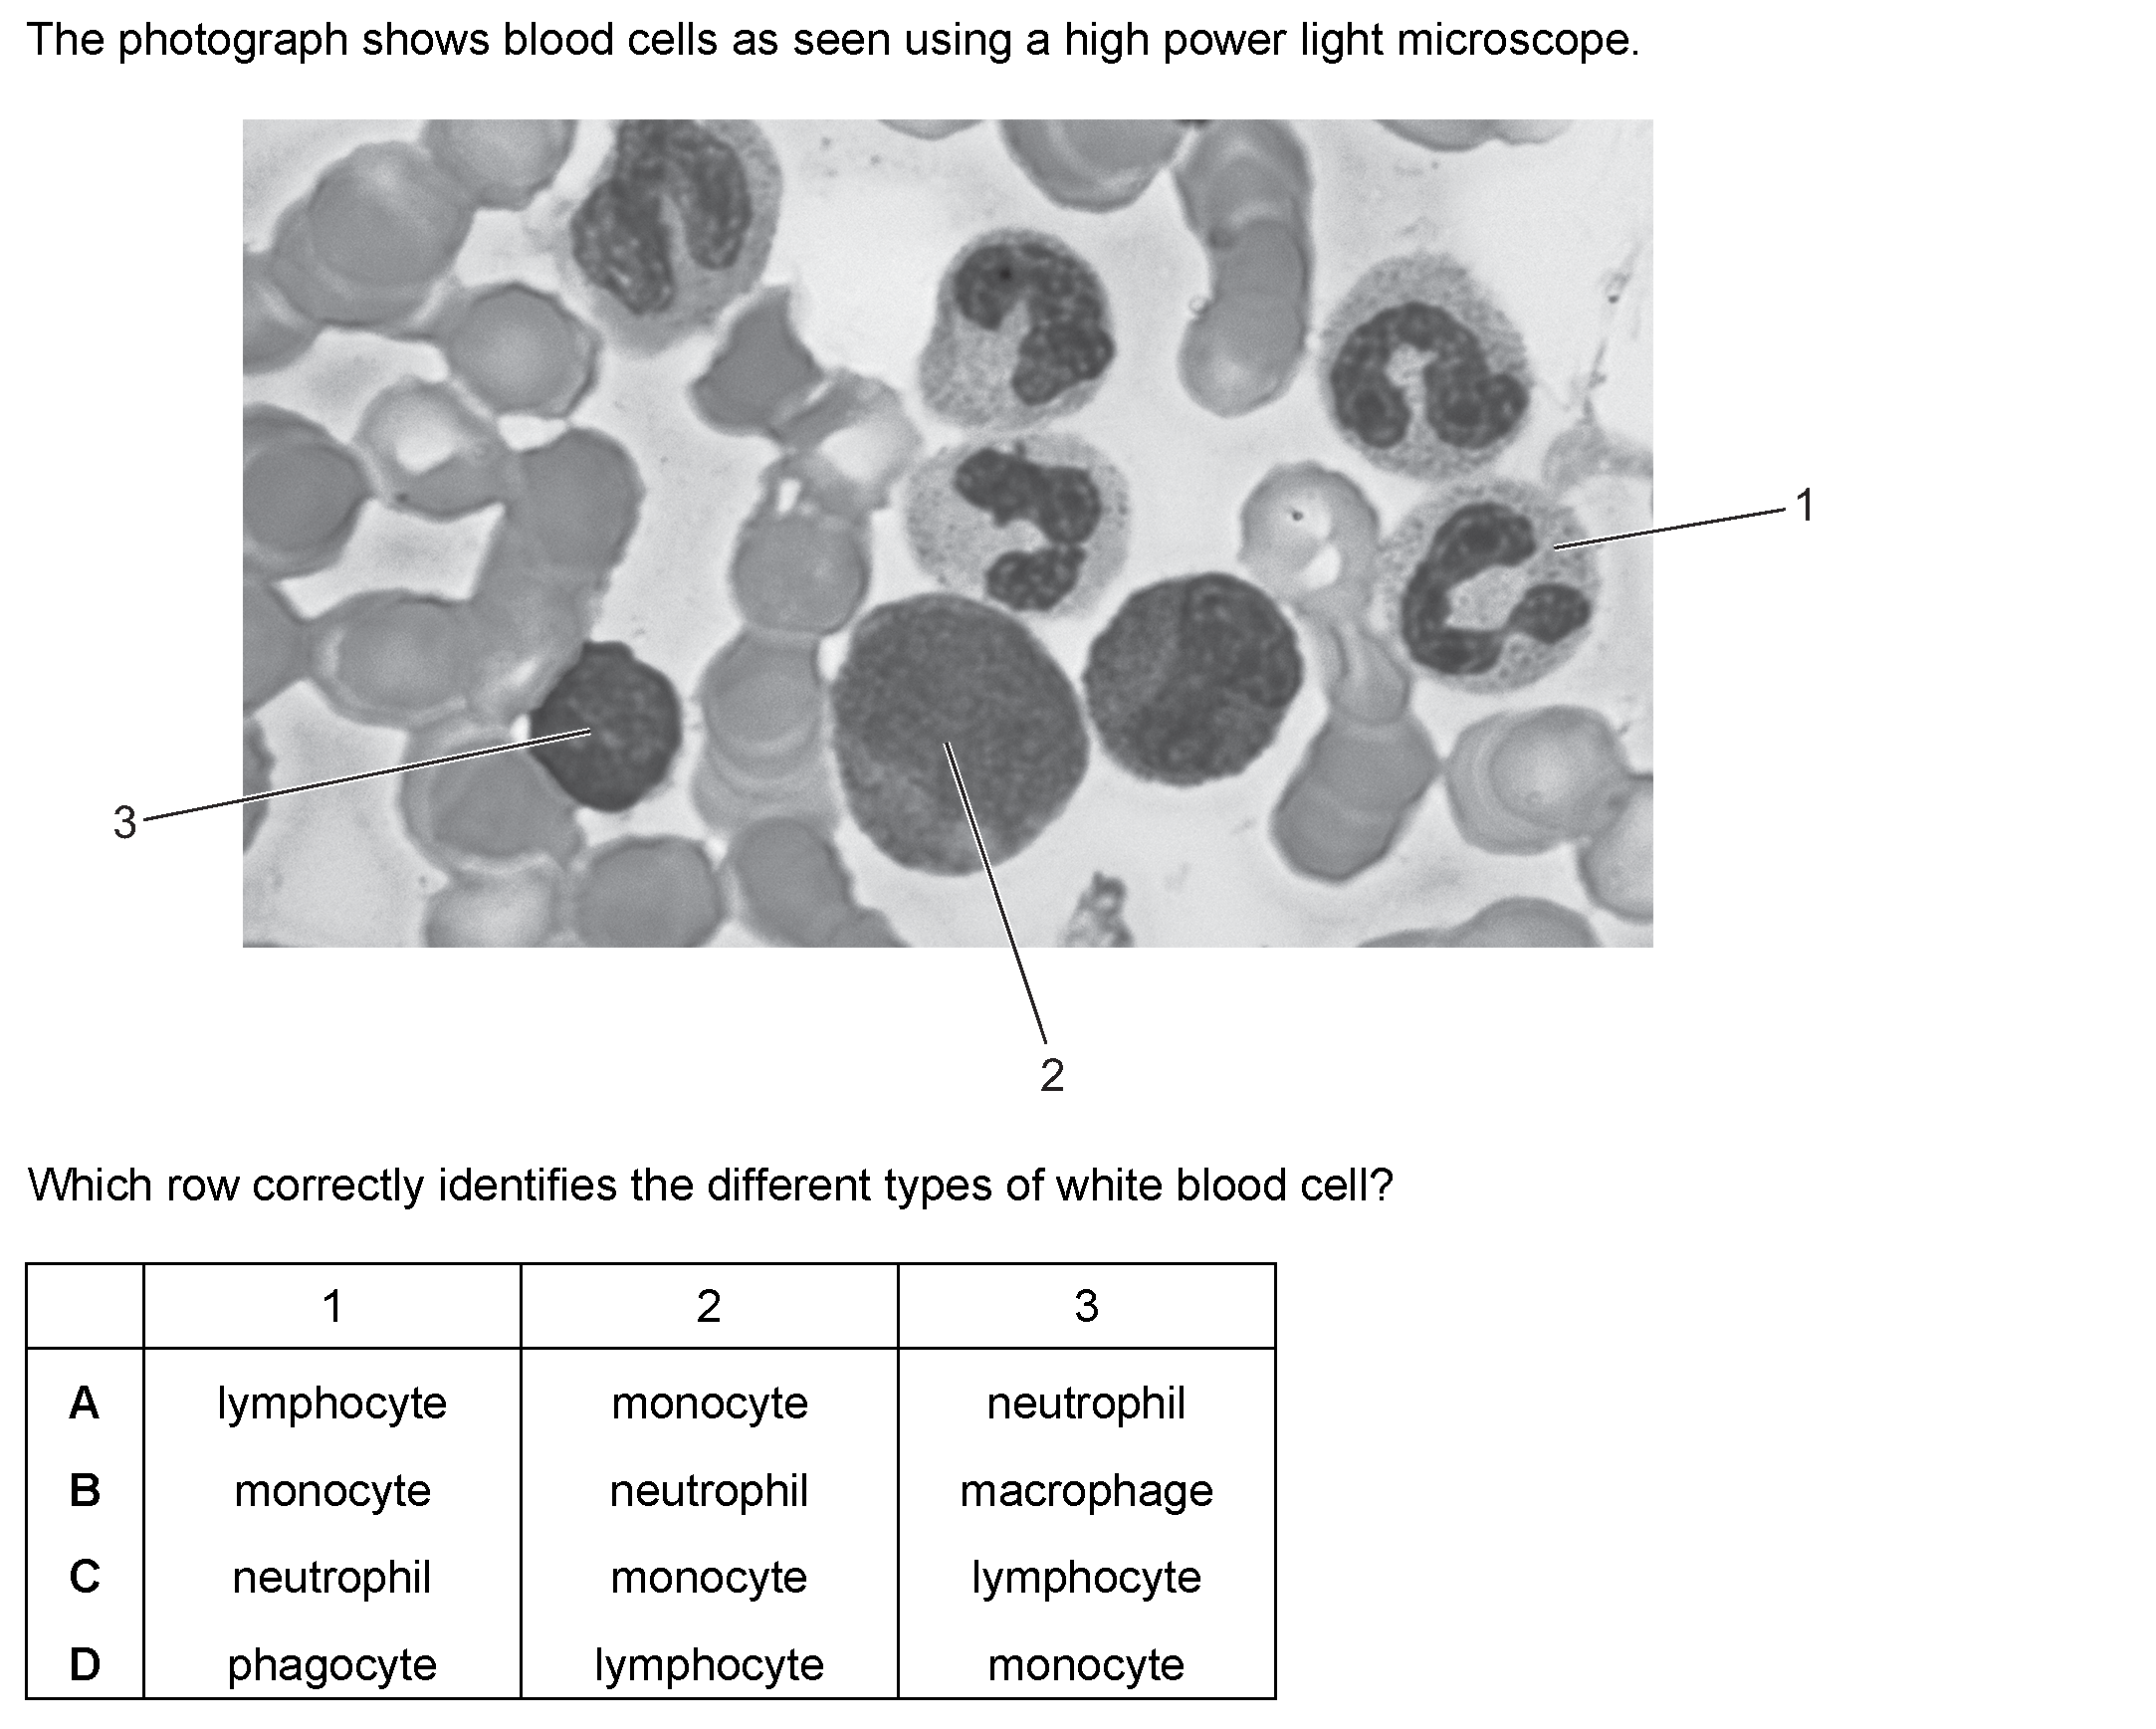 The photograph shows blood cells as seen using a high power light microscope.
1
3
2
Which row correctly identifies the different types of white blood cell?
1 2 3
A lymphocyte monocyte neutrophil
B monocyte neutrophil macrophage
C neutrophil monocyte lymphocyte
D phagocyte lymphocyte monocyte